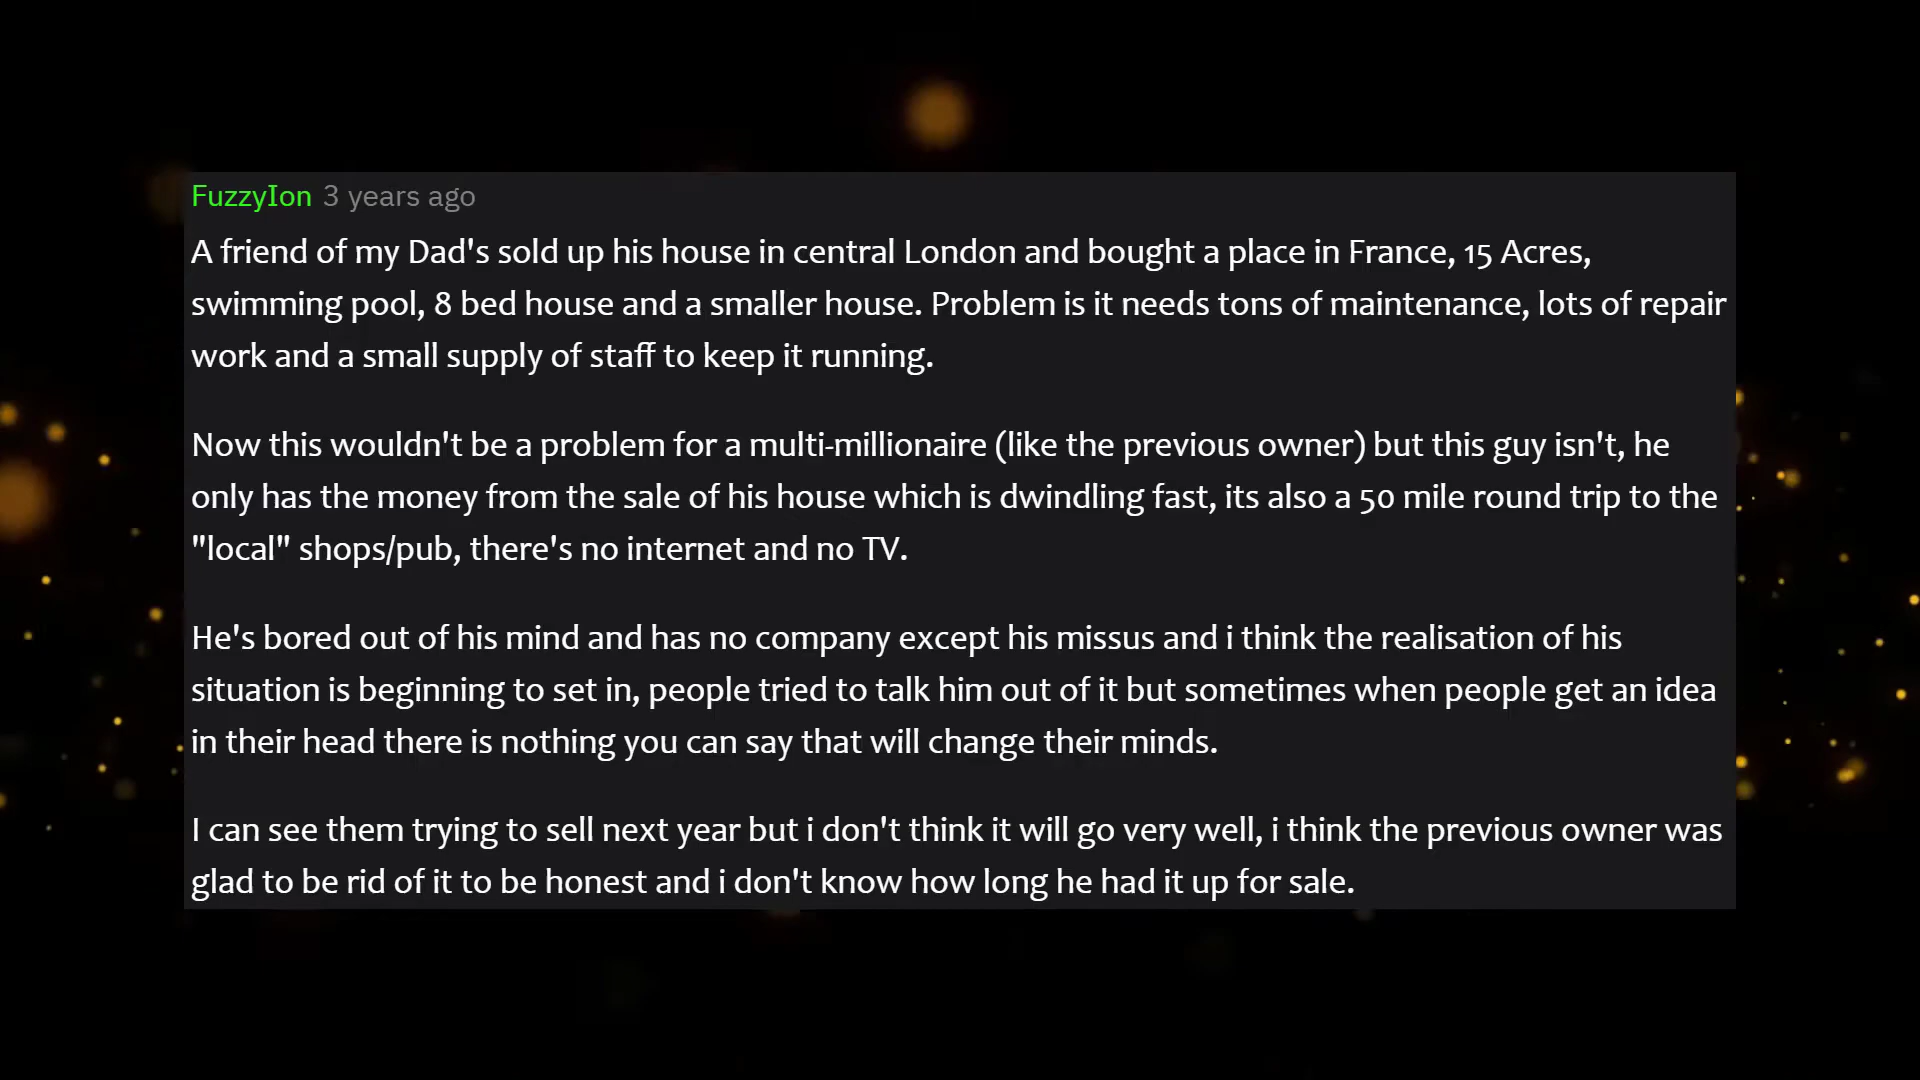 FuzzyIon 3 years ago
A friend of my Dad's sold up his house in central London and bought a place in France, 15 Acres,
swimming pool, 8 bed house and a smaller house. Problem is it needs tons of maintenance, lots of repair
work and a small supply of staff to keep it running.
Now this wouldn't be a problem for a multi-millionaire (like the previous owner) but this guy isn't, he
only has the money from the sale of his house which is dwindling fast, its also a 50 mile round trip to the
"local" shops/pub, there's no internet and no TV.
He's bored out of his mind and has no company except his missus and i think the realisation of his
situation is beginning to set in, people tried to talk him out of it but sometimes when people get an idea
in their head there is nothing you can say that will change their minds.
I can see them trying to sell next year but i don't think it will go very well, i think the previous owner was
glad to be rid of it to be honest and i don't know how long he had it up for sale.